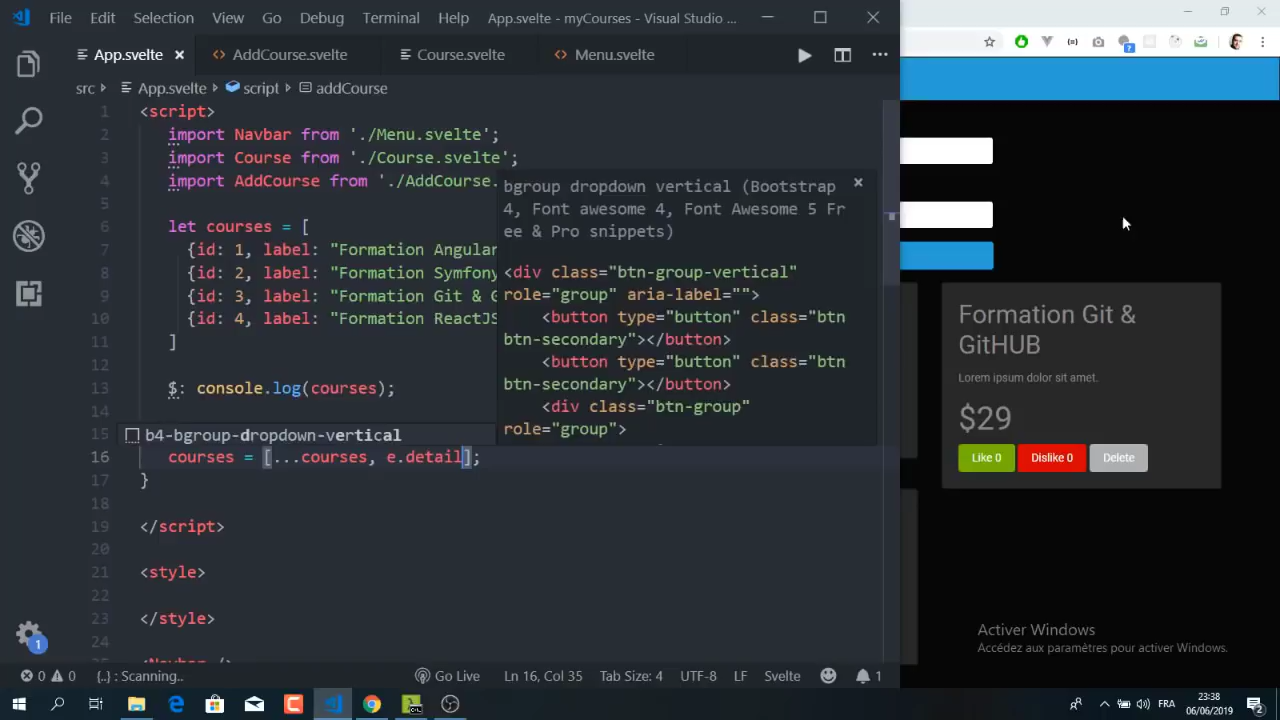 File Edit Selection View Go Debug Terminal Help App.svelte • myCourses - Visual Studio ...
App.svelte AddCourse.svelte Course.svelte Menu.svelte
src App.svelte script addCourse
1 <script>
2 import Navbar from './Menu.svelte';
3 import Course from './Course.svelte';
4 import AddCourse from './AddCourse.
5
6 let courses = [
7 {id: 1, label: "Formation Angular
8 {id: 2, label: "Formation Symfony
9 {id: 3, label: "Formation Git & G
10 {id: 4, label: "Formation ReactJS
11 ]
12
13 $: console.log(courses);
14
15
b4-bgroup-dropdown-vertical
16 courses = [...courses, e.detail];
17 }
18
19 </script>
20
21 <style>
22
23 </style>
24
<Navbar />
bgroup dropdown vertical (Bootstrap
4, Font awesome 4, Font Awesome 5 Fr
ee & Pro snippets)
<div class="btn-group-vertical"
role="group" aria-label="">
<button type="button" class="btn
btn-secondary"></button>
<button type="button" class="btn
btn-secondary"></button>
<div class="btn-group"
role="group">
Formation Git &
GitHUB
Lorem ipsum dolor sit amet.
$29
Like 0 Dislike 0 Delete
Activer Windows
Accédez aux paramètres pour activer Windows.
1
0 0 {..} : Scanning.. Go Live Ln 16, Col 35 Tab Size: 4 UTF-8 LF Svelte 1
FRA 23:38
06/06/2019
2